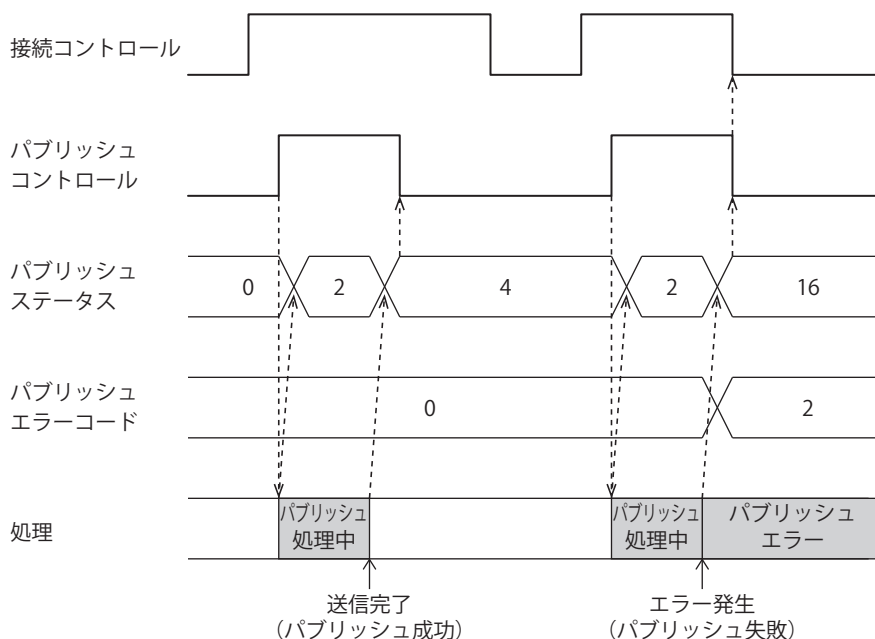 接続コントロール
パブリッシュ
コントロール
パブリッシュ
ステータス
0
2
4
2
16
パブリッシュ
エラーコード
0
2
処理
パブリッシュ
処理中
パブリッシュ
処理中
パブリッシュ
エラー
送信完了
(パブリッシュ成功)
エラー発生
(パブリッシュ失敗)